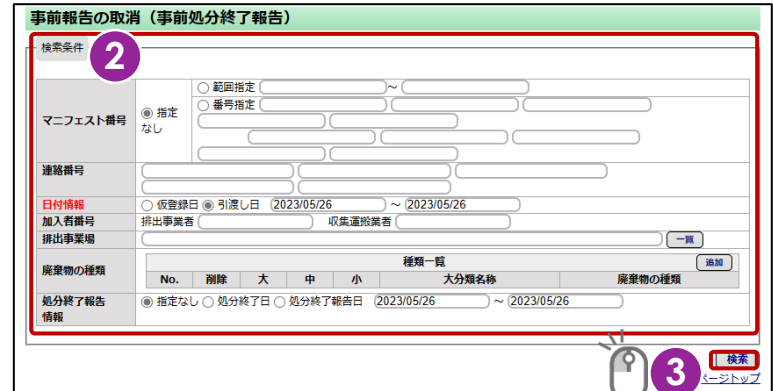 事前報告の取消（事前処分終了報告）
検索条件
2
マニフェスト番号
指定なし
範囲指定 ～
番号指定
連絡番号
日付情報 仮登録日 引渡し日 2023/05/26 ～ 2023/05/26
加入者番号 排出事業者 収集運搬業者
排出事業場 一覧
廃棄物の種類
種類一覧 追加
No. 削除 大 中 小 大分類名称 廃棄物の種類
処分終了報告情報 指定なし 処分終了日 処分終了報告日 2023/05/26 ～ 2023/05/26
3 検索
ページトップ